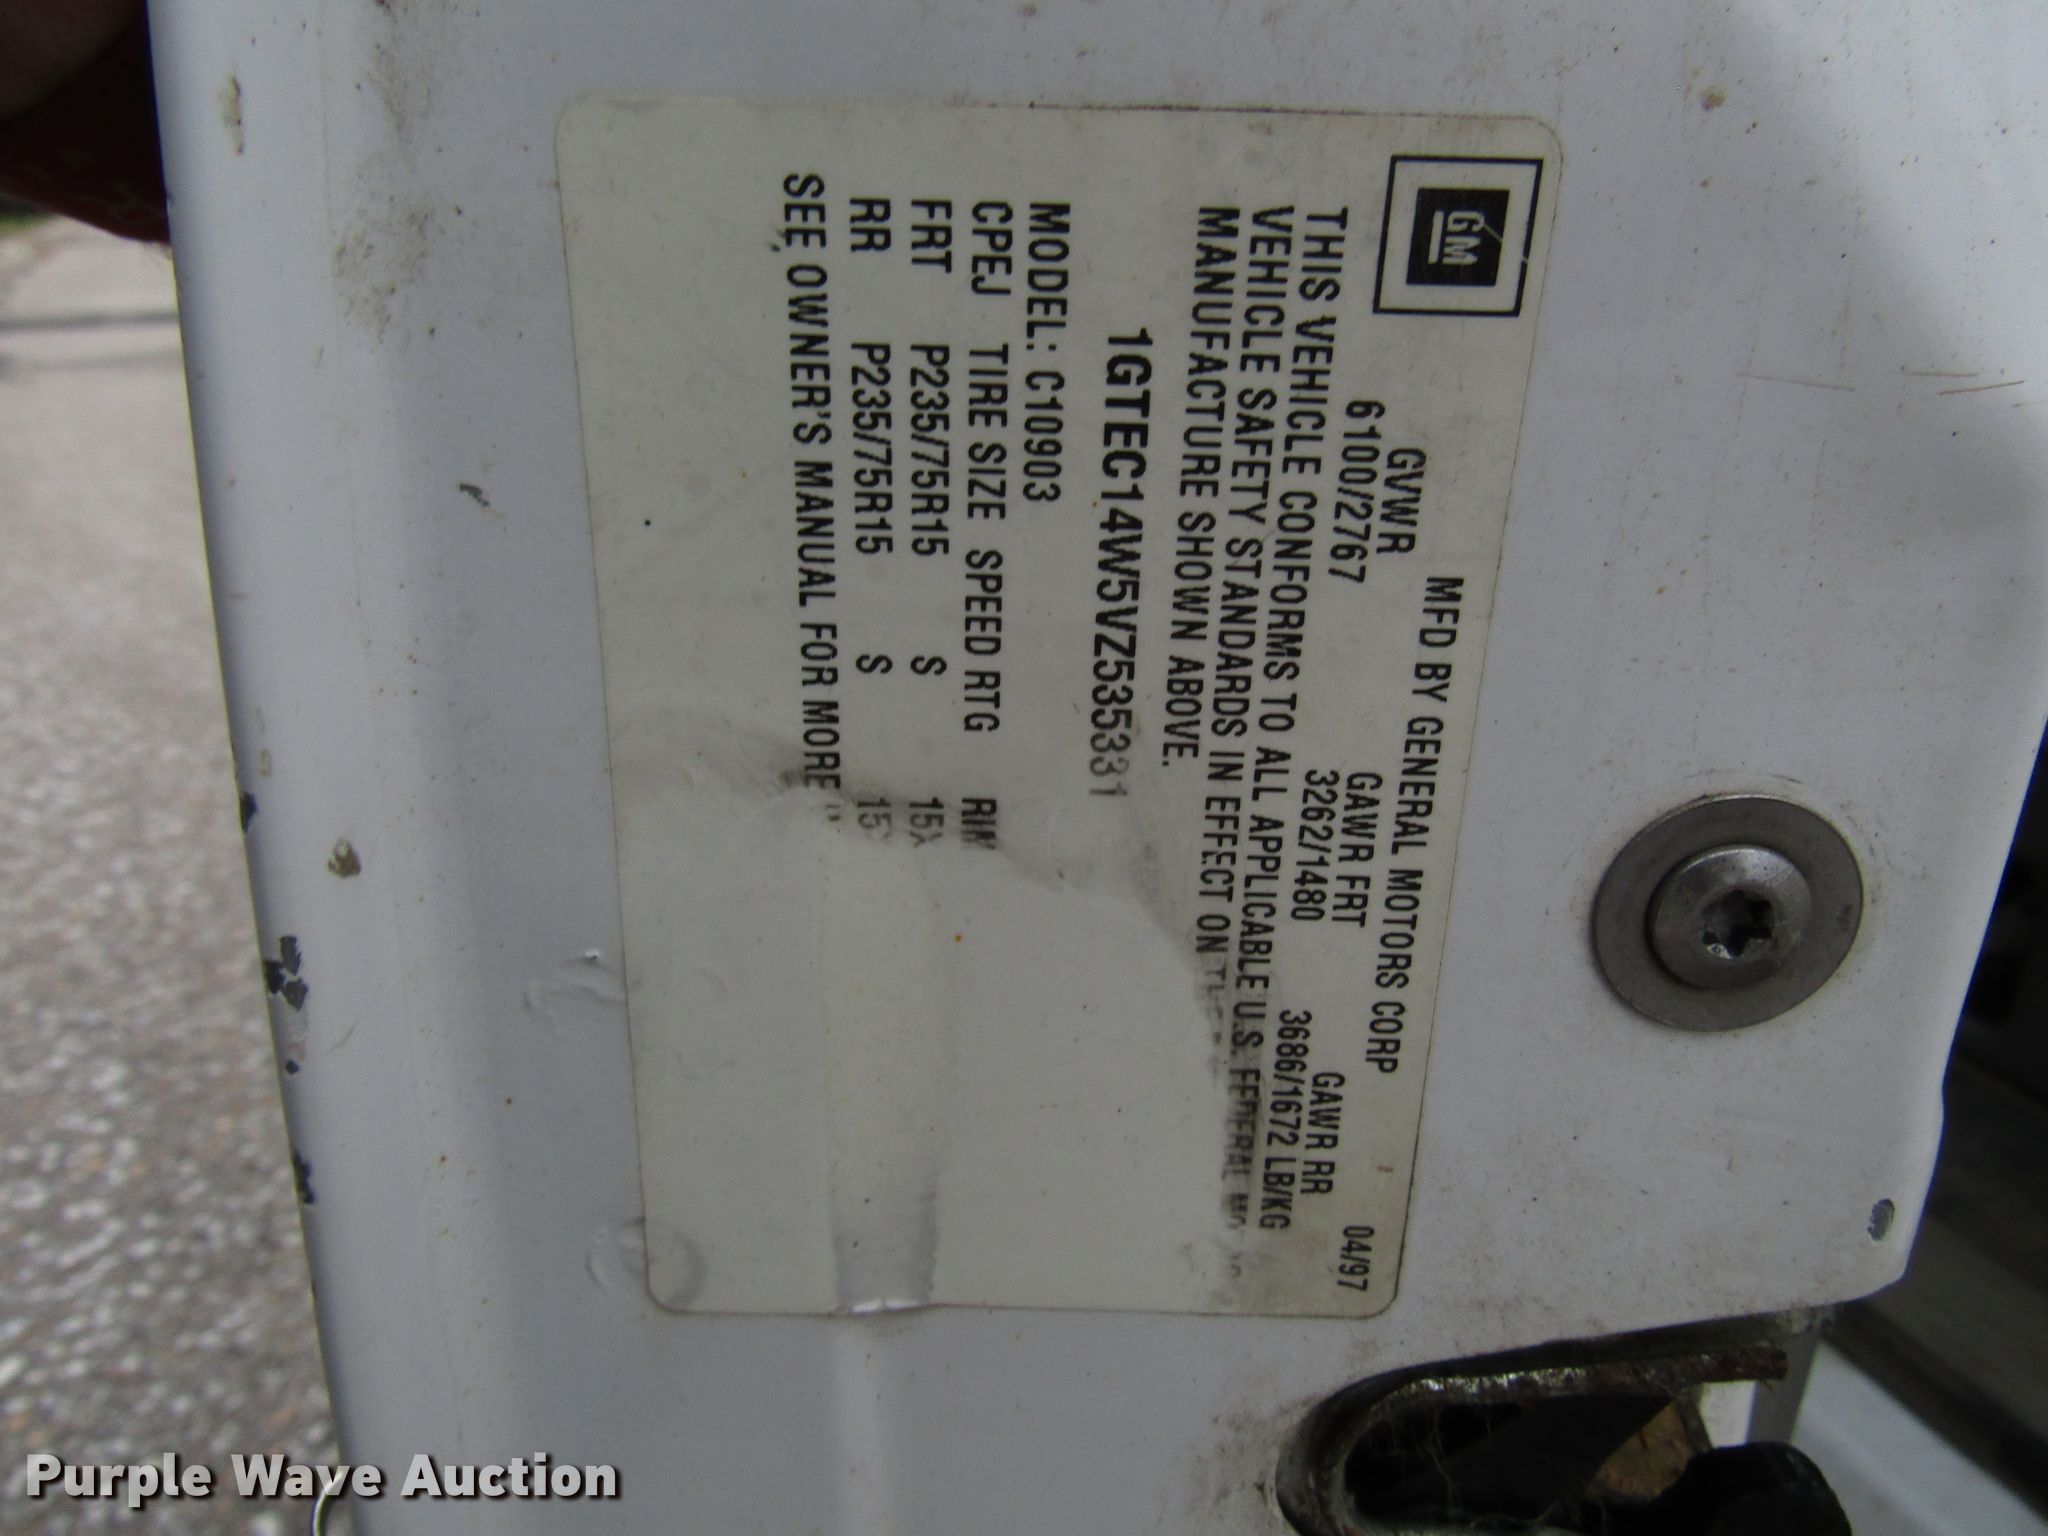 GM
MFD BY GENERAL MOTORS CORP 04/97
GVWR GAWR FRT GAWR RR
6100/2767 3262/1480 3686/1672 LB/KG
THIS VEHICLE CONFORMS TO ALL APPLICABLE U.S. FEDERAL
VEHICLE SAFETY STANDARDS IN EFFECT ON
MANUFACTURE SHOWN ABOVE.
1GTEC14W5VZ535331
MODEL: C10903
CPEJ TIRE SIZE SPEED RTG RIM
FRT P235/75R15 S 15X
RR P235/75R15 S 15X
SEE OWNER'S MANUAL FOR MORE
Purple Wave Auction